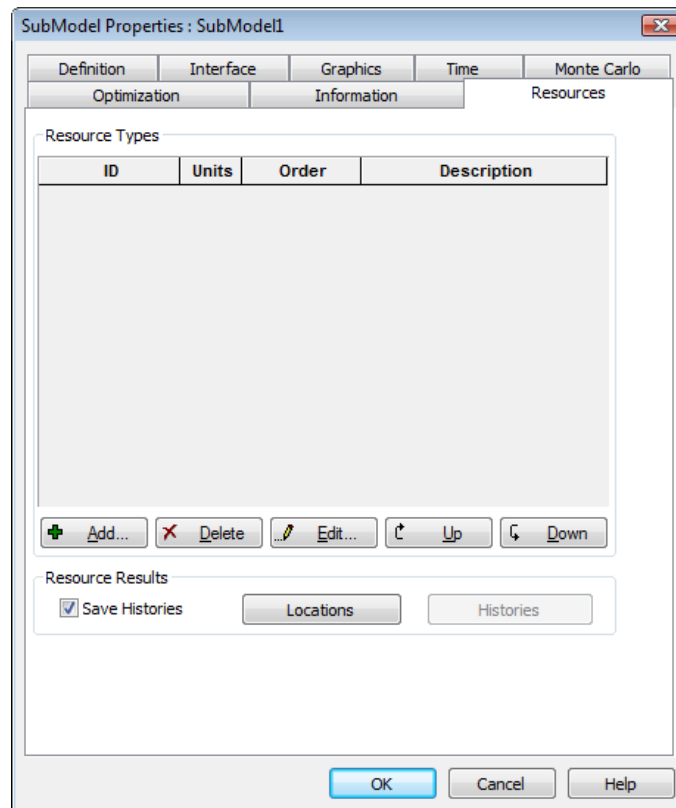 SubModel Properties : SubModel1
Definition Interface Graphics Time Monte Carlo
Optimization Information Resources
Resource Types
ID Units Order Description
Add... Delete Edit... Up Down
Resource Results
Save Histories Locations Histories
OK Cancel Help